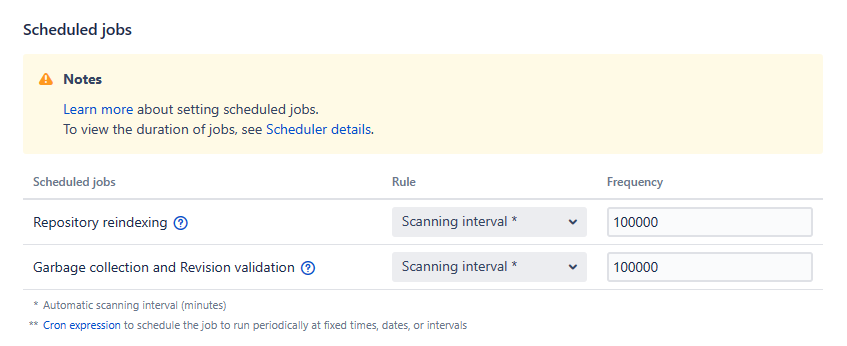 Scheduled jobs
Notes
Learn more about setting scheduled jobs.
To view the duration of jobs, see Scheduler details.
Scheduled jobs Rule Frequency
Repository reindexing Scanning interval * 100000
Garbage collection and Revision validation Scanning interval * 100000
* Automatic scanning interval (minutes)
** Cron expression to schedule the job to run periodically at fixed times, dates, or intervals